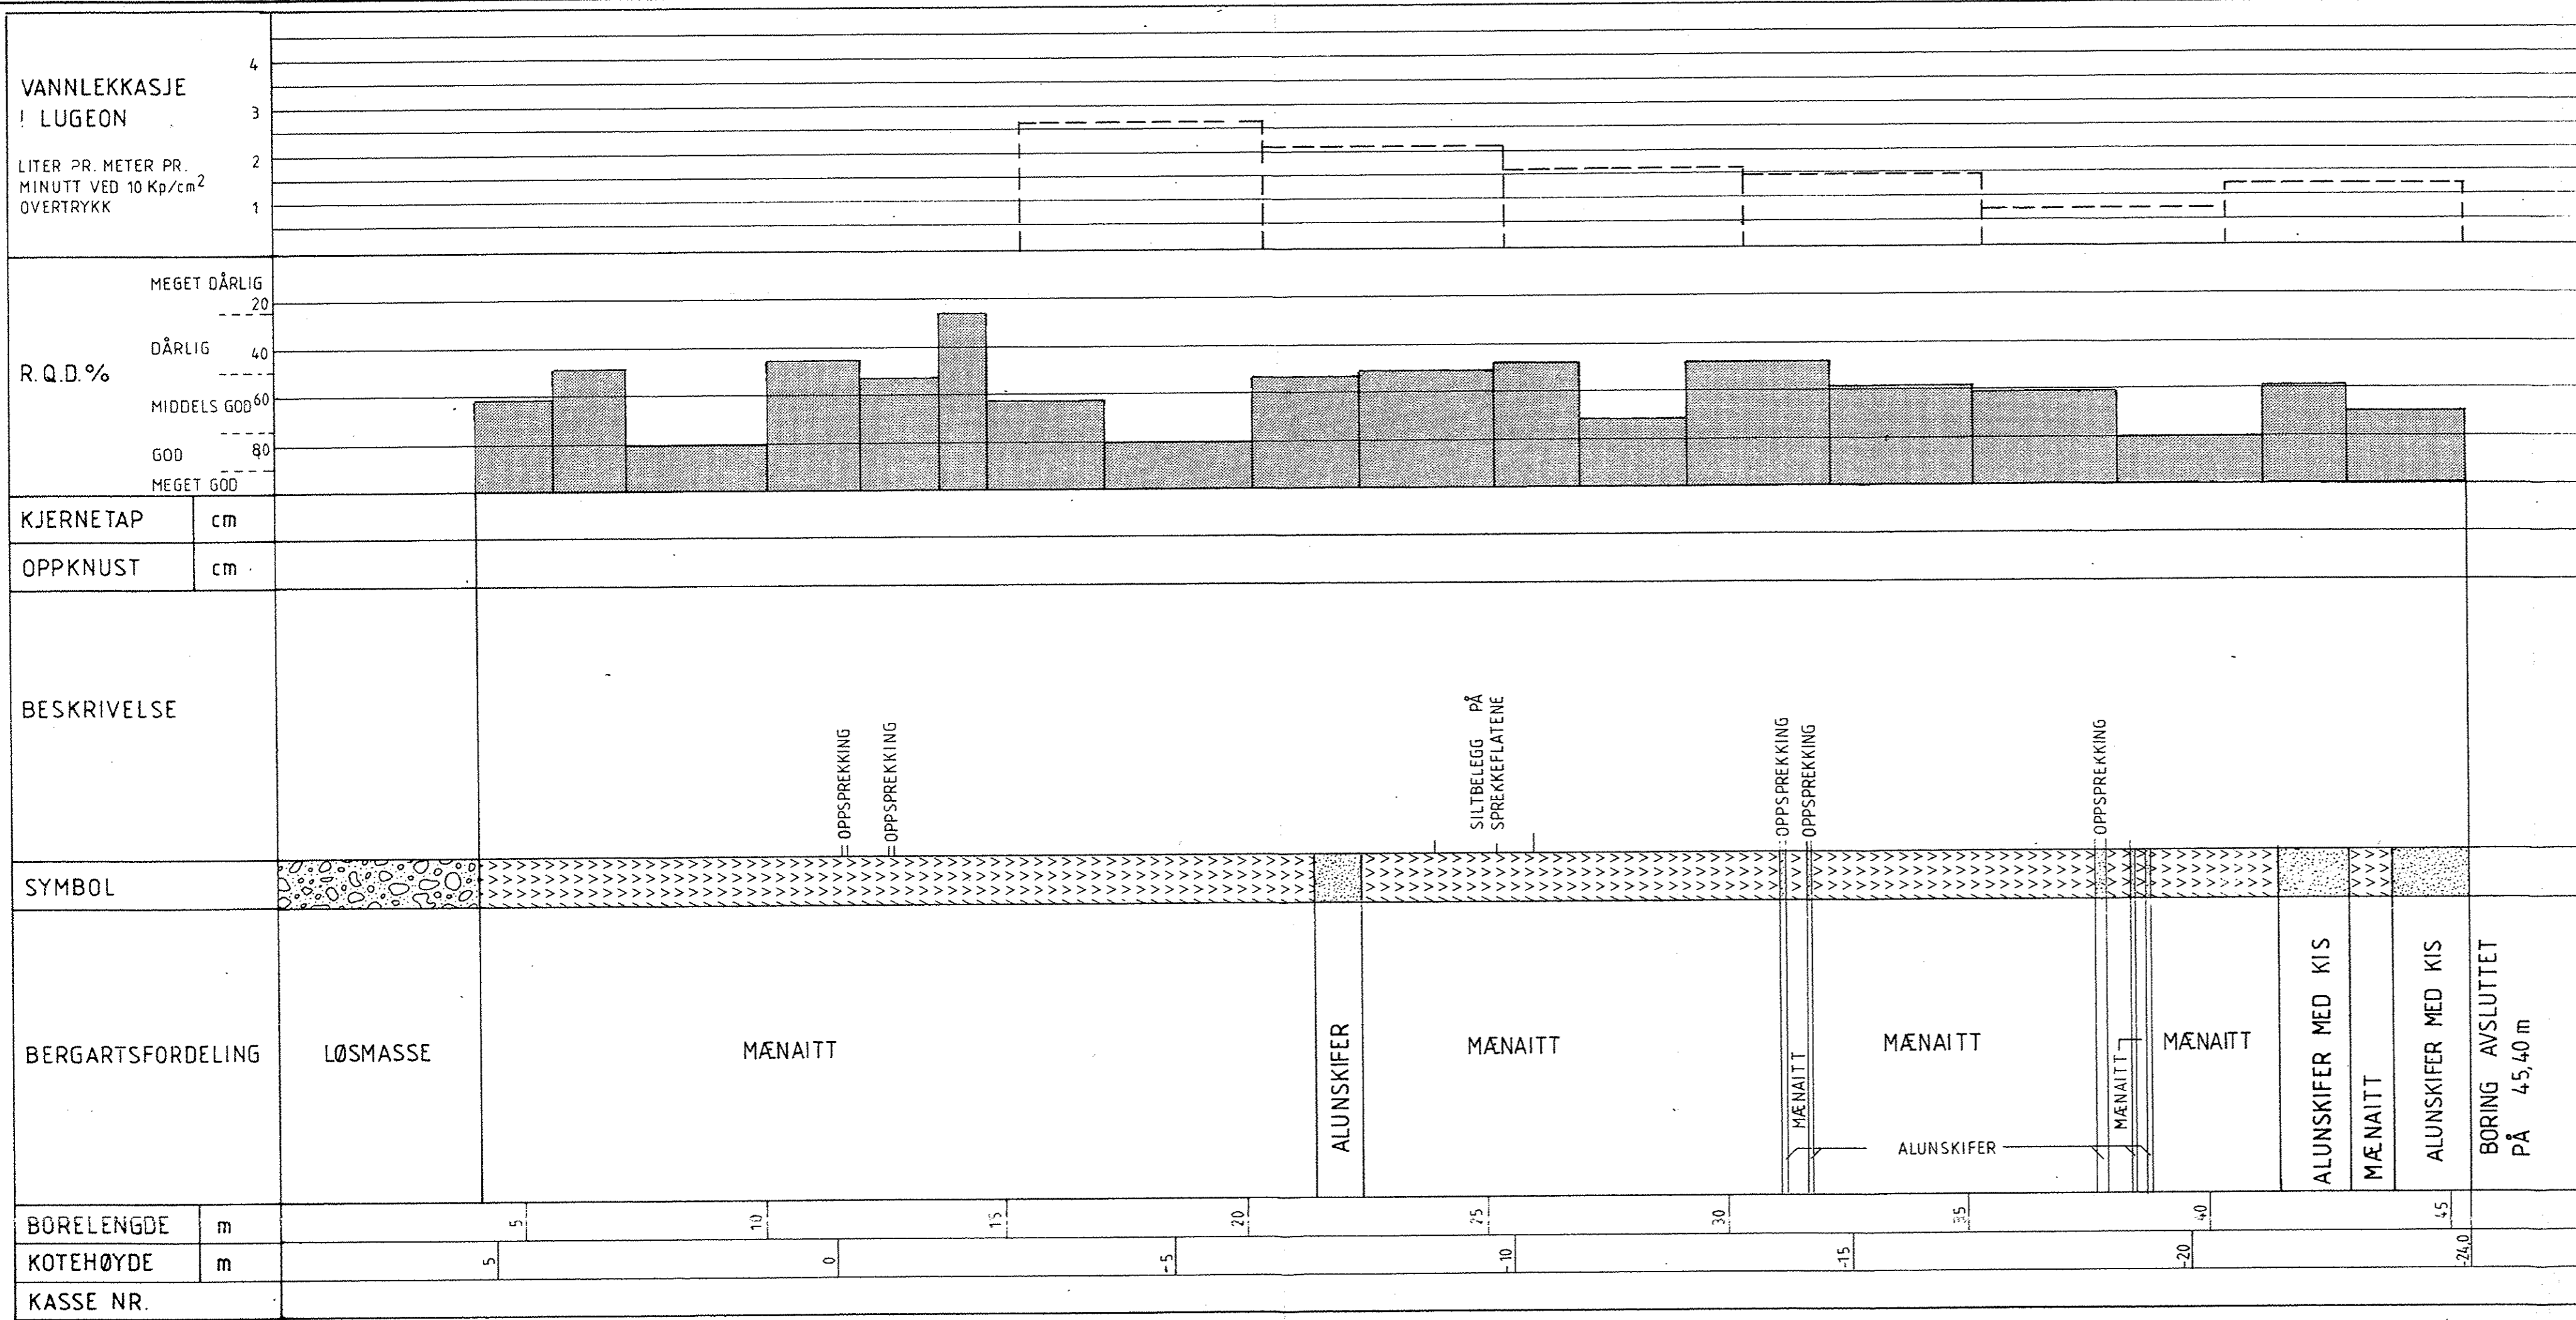 VANNLEKKASJE
! LUGEON
LITER PR. METER PR.
MINUTT VED 10 Kp/cm2
OVERTRYKK
4
3
2
1
R.Q.D.%
MEGET DÅRLIG
20
DÅRLIG
40
MIDDELS GOD 60
GOD
80
MEGET GOD
KJERNETAP cm
OPPKNUST cm
BESKRIVELSE
OPPSPREKKING
OPPSPREKKING
SILTBELEGG PÅ
SPREKKEFLATENE
OPPSPREKKING
OPPSPREKKING
OPPSPREKKING
SYMBOL
BERGARTSFORDELING
LØSMASSE
MÆNAITT
ALUNSKIFER
MÆNAITT
MÆNAITT
MÆNAITT
ALUNSKIFER
MÆNAITT
MÆNAITT
ALUNSKIFER MED KIS
MÆNAITT
ALUNSKIFER MED KIS
BORING AVSLUTTET
PÅ 45,40 m
BORELENGDE m 5 10 15 20 25 30 35 40 45
KOTEHØYDE m 5 0 -5 -10 -15 -20 -24,0
KASSE NR.